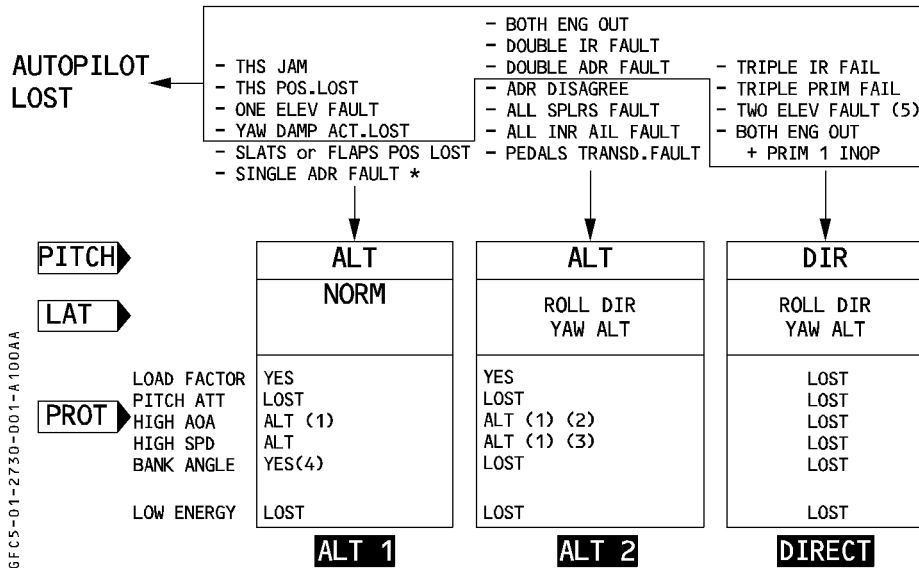 AUTOPILOT
LOST
- THS JAM
- THS POS.LOST
- ONE ELEV FAULT
- YAW DAMP ACT.LOST
- SLATS or FLAPS POS LOST
- SINGLE ADR FAULT *
- BOTH ENG OUT
- DOUBLE IR FAULT
- DOUBLE ADR FAULT
- ADR DISAGREE
- ALL SPLRS FAULT
- ALL INR AIL FAULT
- PEDALS TRANSD.FAULT
- TRIPLE IR FAIL
- TRIPLE PRIM FAIL
- TWO ELEV FAULT (5)
- BOTH ENG OUT
+ PRIM 1 INOP
PITCH ALT ALT DIR
LAT NORM ROLL DIR ROLL DIR
YAW ALT YAW ALT
PROT
LOAD FACTOR YES YES LOST
PITCH ATT LOST LOST LOST
HIGH AOA ALT (1) ALT (1) (2) LOST
HIGH SPD ALT ALT (1) (3) LOST
BANK ANGLE YES(4) LOST LOST
LOW ENERGY LOST LOST LOST
ALT 1 ALT 2 DIRECT
GFC5-01-2730-001-A100AA